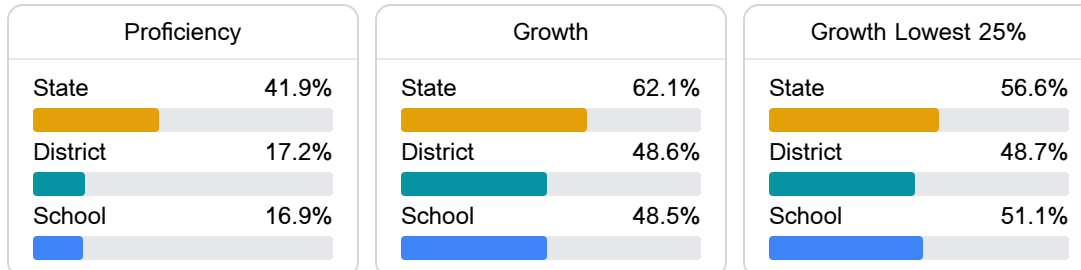 Proficiency
State 41.9%
District 17.2%
School 16.9%
Growth
State 62.1%
District 48.6%
School 48.5%
Growth Lowest 25%
State 56.6%
District 48.7%
School 51.1%